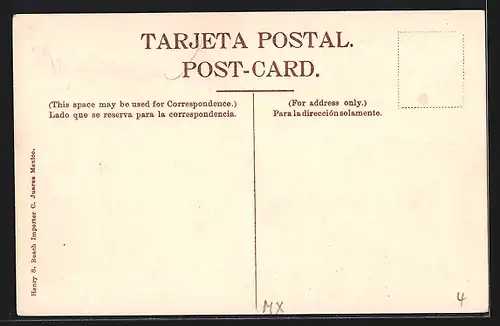 TARJETA POSTAL.
POST-CARD.
(This space may be used for Correspondence.)
Lado que se reserva para la correspondencia.
(For address only.)
Para la dirección solamente.
Henry S. Beach Importer C. Juarez Mexico.
MX
4